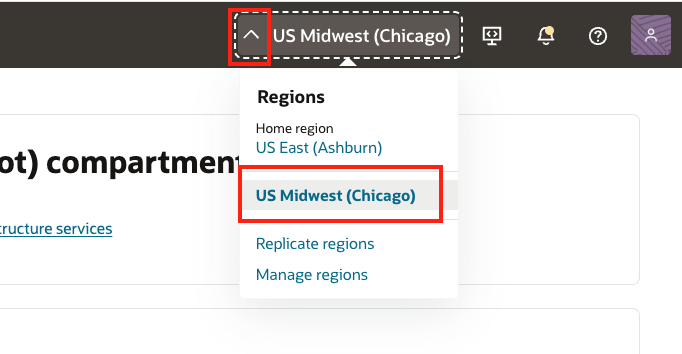 US Midwest (Chicago)
Regions
Home region
US East (Ashburn)
ot) compartment
US Midwest (Chicago)
tructure services
Replicate regions
Manage regions